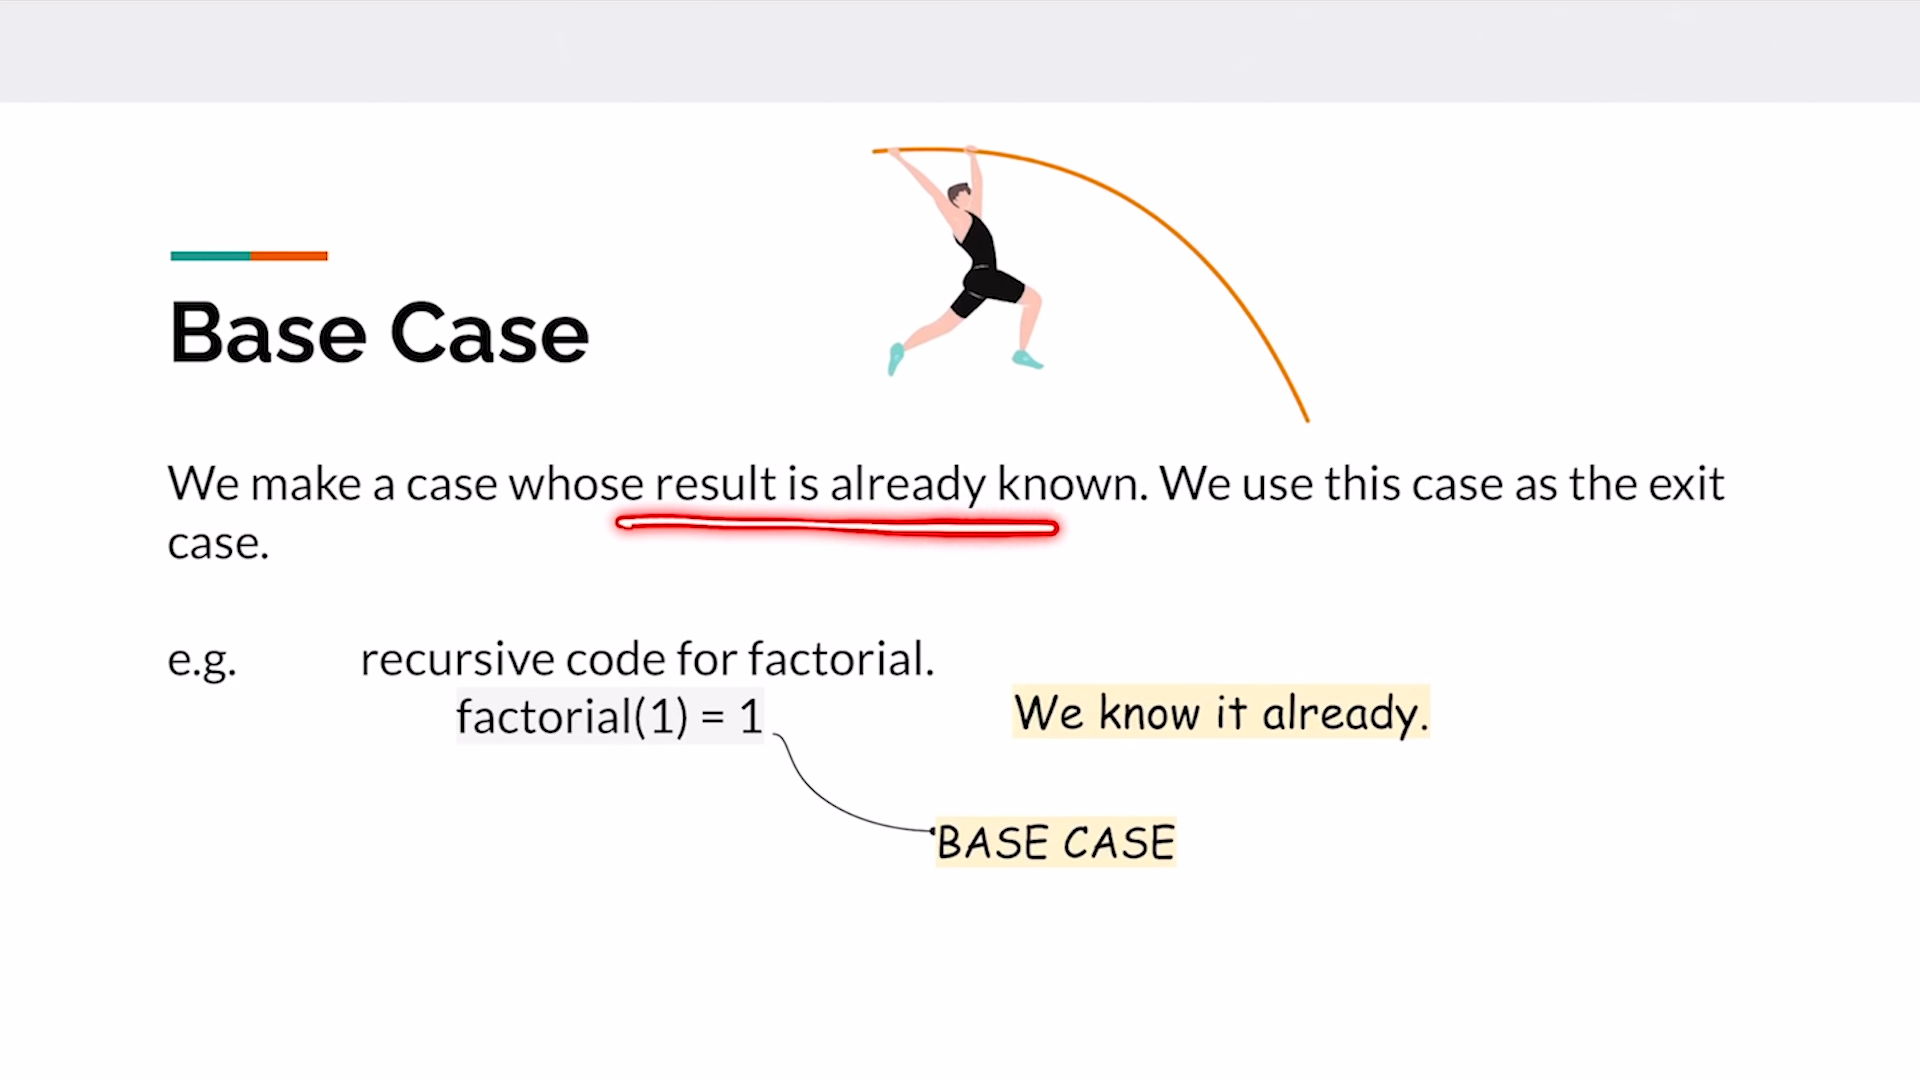 Base Case
We make a case whose result is already known. We use this case as the exit
case.
e.g. recursive code for factorial.
factorial(1) = 1 We know it already.
BASE CASE